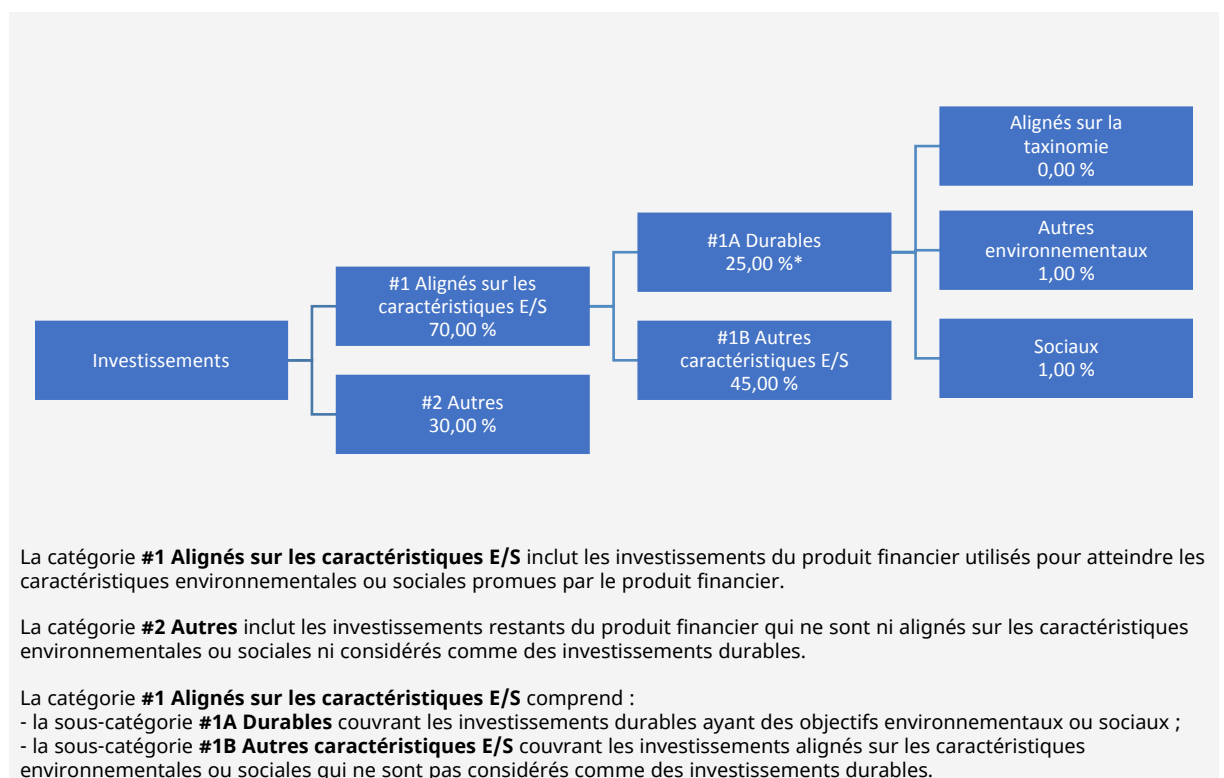 Alignés sur la
taxinomie
0,00 %
Autres
environnementaux
1,00 %
#1A Durables
25,00 %*
#1 Alignés sur les
caractéristiques E/S
70,00 %
Investissements
#1B Autres
caractéristiques E/S
45,00 %
Sociaux
1,00 %
#2 Autres
30,00 %
La catégorie #1 Alignés sur les caractéristiques E/S inclut les investissements du produit financier utilisés pour atteindre les
caractéristiques environnementales ou sociales promues par le produit financier.
La catégorie #2 Autres inclut les investissements restants du produit financier qui ne sont ni alignés sur les caractéristiques
environnementales ou sociales ni considérés comme des investissements durables.
La catégorie #1 Alignés sur les caractéristiques E/S comprend :
- la sous-catégorie #1A Durables couvrant les investissements durables ayant des objectifs environnementaux ou sociaux ;
- la sous-catégorie #1B Autres caractéristiques E/S couvrant les investissements alignés sur les caractéristiques
environnementales ou sociales qui ne sont pas considérés comme des investissements durables.